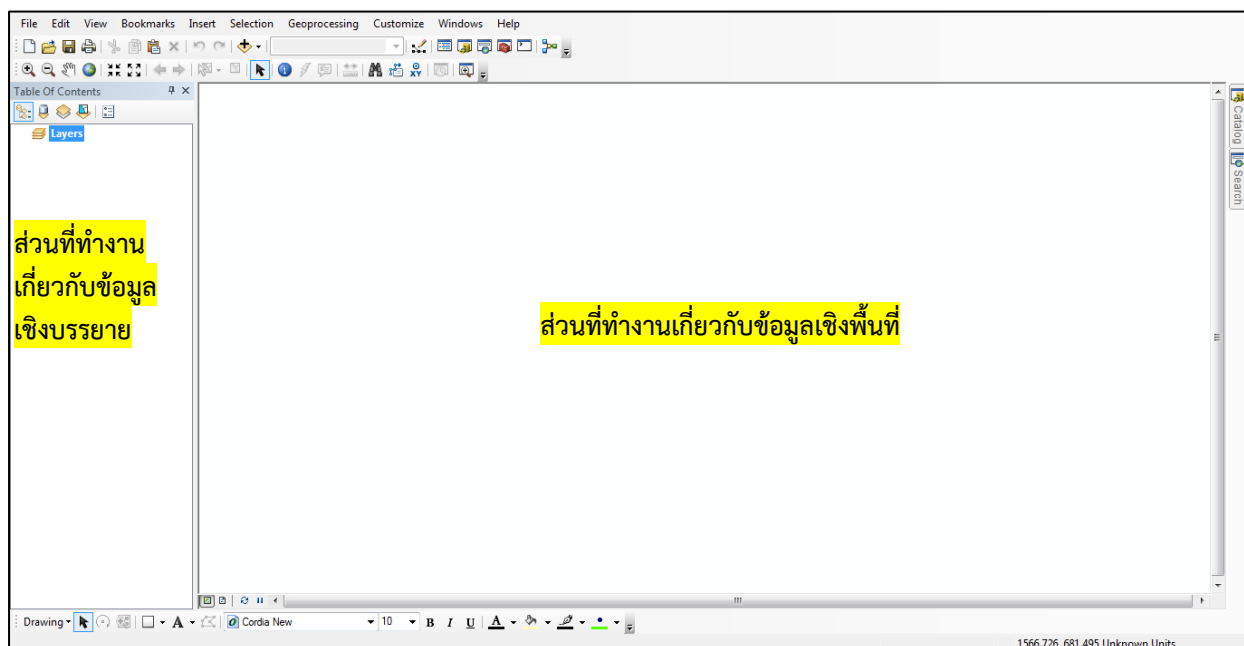 File Edit View Bookmarks Insert Selection Geoprocessing Customize Windows Help
Table Of Contents
Layers
Catalog
Search
ส่วนที่ทำงาน
เกี่ยวกับข้อมูล
เชิงบรรยาย
ส่วนที่ทำงานเกี่ยวกับข้อมูลเชิงพื้นที่
Drawing A Cordia New 10 B I U A
1566.726 681.495 Unknown Units